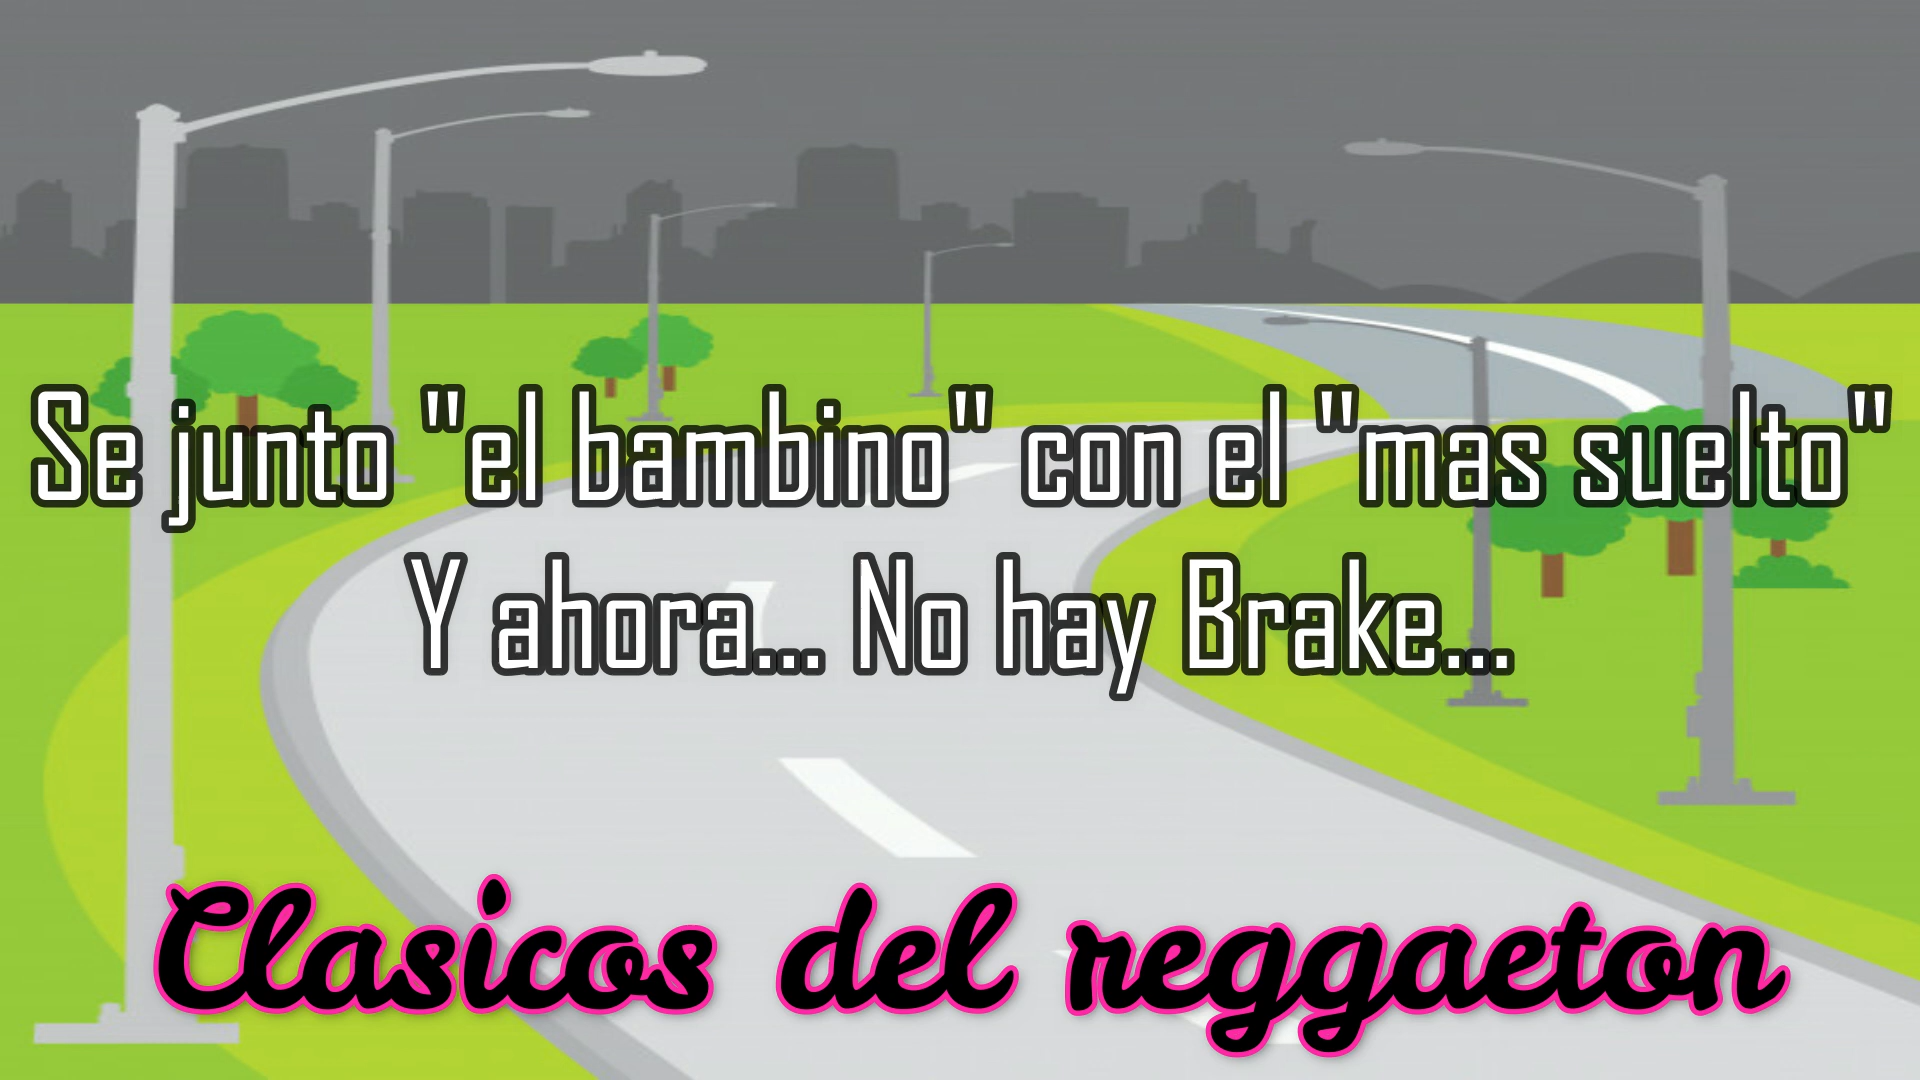 Se junto "el bambino" con el "mas suelto"
Y ahora... No hay Brake...
Clasicos del reggaeton